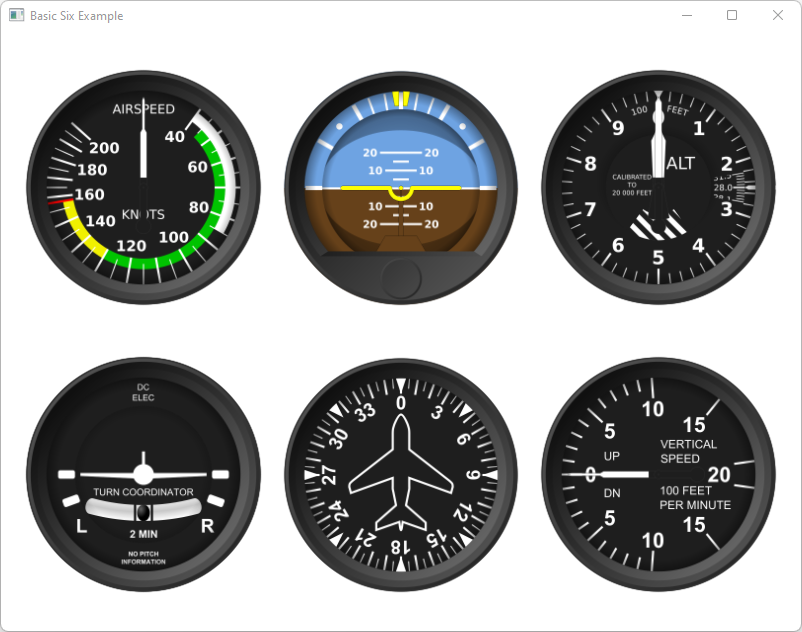 Basic Six Example
AIRSPEED
40
60
80
100
120
140
160
180
200
KNOTS
20 20
10 10
10 10
20 20
100 FEET
9 1
8 ALT 2
CALIBRATED
TO
20 000 FEET
28.0
7 3
6 4
5
DC
ELEC
TURN COORDINATOR
L R
2 MIN
NO PITCH
INFORMATION
0
3
6
9
12
15
18
21
24
27
30
33
10
5 15
UP VERTICAL
SPEED
0 20
DN 100 FEET
PER MINUTE
5 15
10